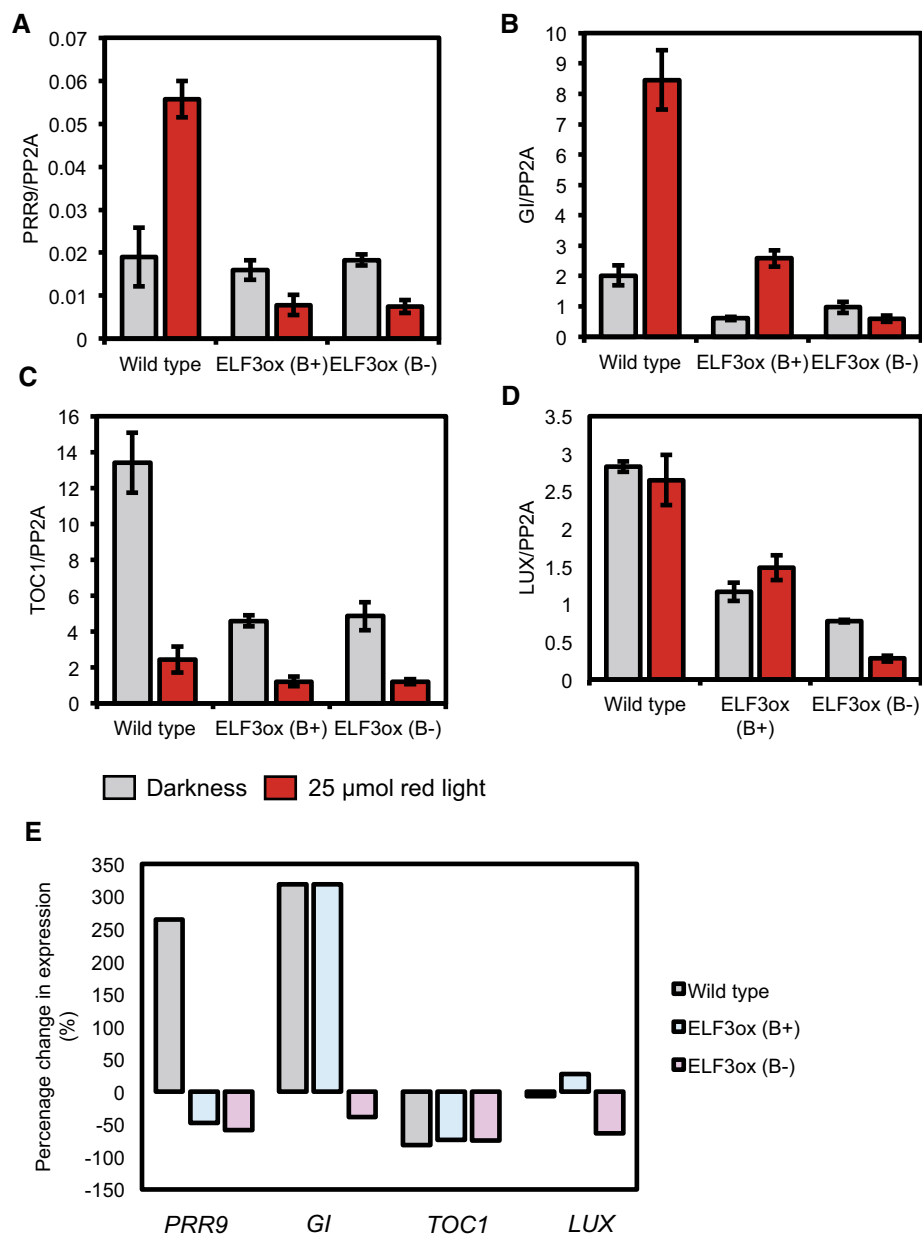 A
0.07
0.06
0.05
0.04
0.03
0.02
0.01
0
PRR9/PP2A
Wild type ELF3ox (B+) ELF3ox (B-)
B
10
9
8
7
6
5
4
3
2
1
0
GI/PP2A
Wild type ELF3ox (B+) ELF3ox (B-)
C
16
14
12
10
8
6
4
2
0
TOC1/PP2A
Wild type ELF3ox (B+) ELF3ox (B-)
D
3.5
3
2.5
2
1.5
1
0.5
0
LUX/PP2A
Wild type ELF3ox (B+) ELF3ox (B-)
Darkness 25 µmol red light
E
350
300
250
200
150
100
50
0
-50
-100
-150
Percenage change in expression
(%)
PRR9 GI TOC1 LUX
Wild type
ELF3ox (B+)
ELF3ox (B-)